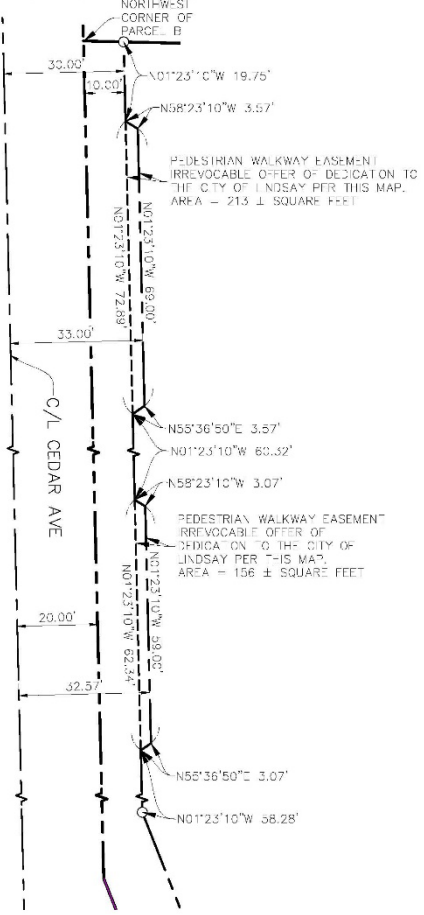 NORTHWEST
CORNER OF
PARCEL B
30.00'
N01°23'10"W 19.75'
10.00'
N58°23'10"W 3.57'
PEDESTRIAN WALKWAY EASEMENT
IRREVOCABLE OFFER OF DEDICATION TO
THE CITY OF LINDSAY PER THIS MAP.
AREA = 213 ± SQUARE FEET
N01°23'10"W 69.00'
N01°23'10"W 72.89'
33.00'
C/L CEDAR AVE
N55°36'50"E 3.57'
N01°23'10"W 60.32'
N58°23'10"W 3.07'
PEDESTRIAN WALKWAY EASEMENT
IRREVOCABLE OFFER OF
DEDICATION TO THE CITY OF
LINDSAY PER THIS MAP.
AREA = 156 ± SQUARE FEET
N01°23'10"W 59.00'
N01°23'10"W 62.34'
20.00'
32.57'
N55°36'50"E 3.07'
N01°23'10"W 58.28'